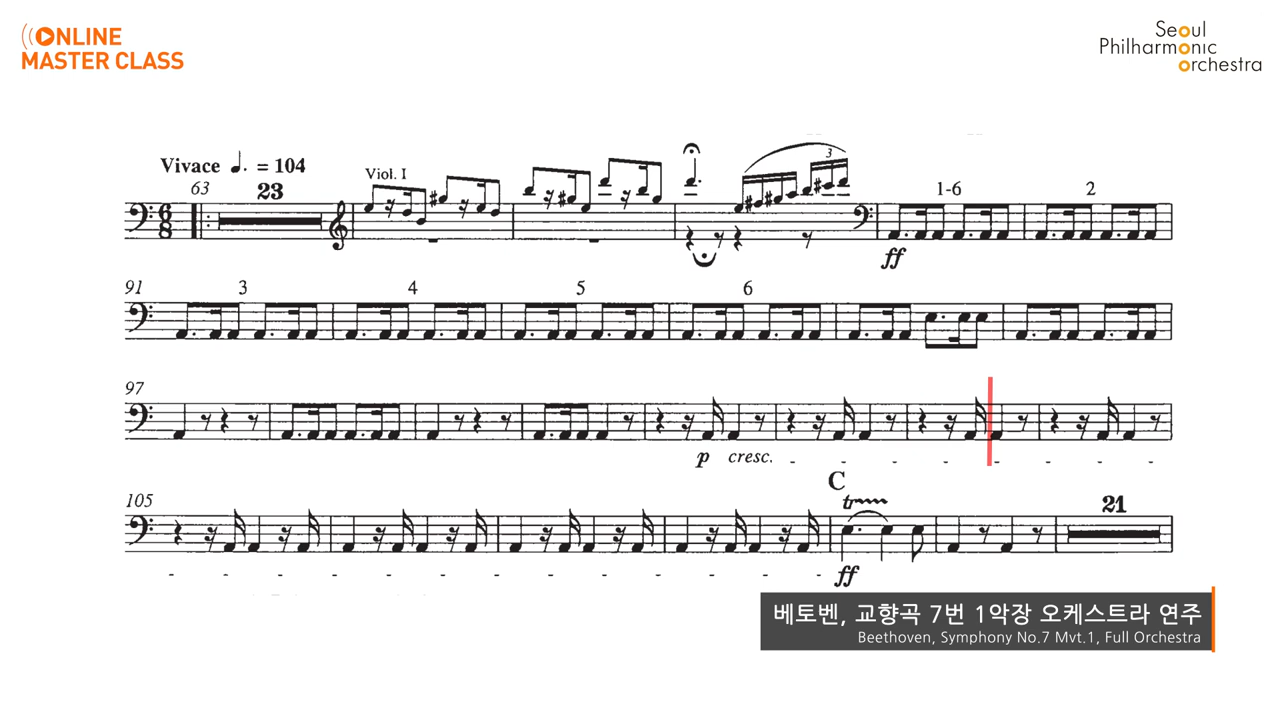 ONLINE
MASTER CLASS
Seoul
Philharmonic
orchestra
Vivace ♩. = 104
63
23
Viol. I
3
1-6
2
ff
91
3
4
5
6
97
p cresc.
105
C
tr
21
ff
베토벤, 교향곡 7번 1악장 오케스트라 연주
Beethoven, Symphony No.7 Mvt.1, Full Orchestra